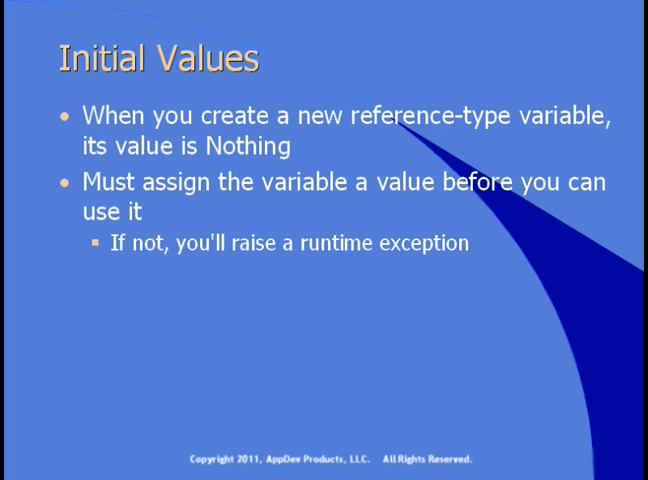 Initial Values
• When you create a new reference-type variable,
its value is Nothing
• Must assign the variable a value before you can
use it
▪ If not, you'll raise a runtime exception
Copyright 2011, AppDev Products, LLC. All Rights Reserved.